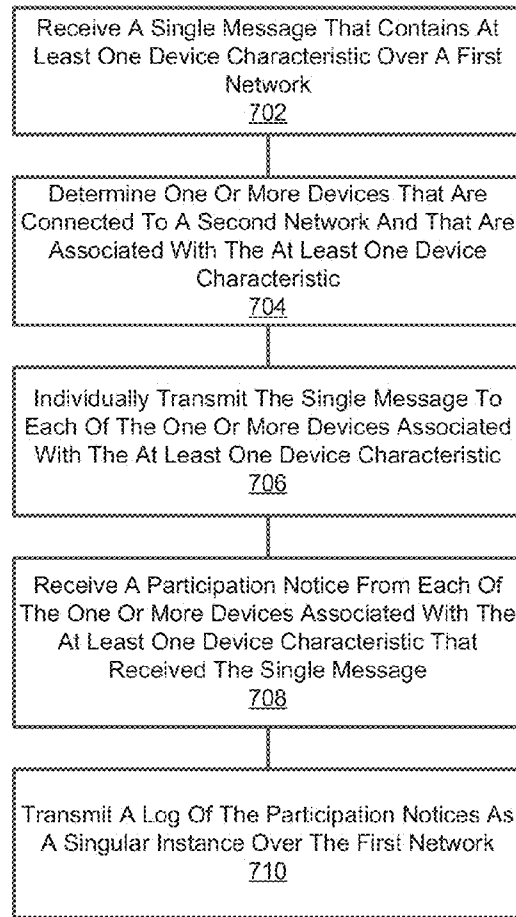 Receive A Single Message That Contains At
Least One Device Characteristic Over A First
Network
702
Determine One Or More Devices That Are
Connected To A Second Network And That Are
Associated With The At Least One Device
Characteristic
704
Individually Transmit The Single Message To
Each Of The One Or More Devices Associated
With The At Least One Device Characteristic
706
Receive A Participation Notice From Each Of
The One Or More Devices Associated With The
At Least One Device Characteristic That
Received The Single Message
708
Transmit A Log Of The Participation Notices As
A Singular Instance Over The First Network
710